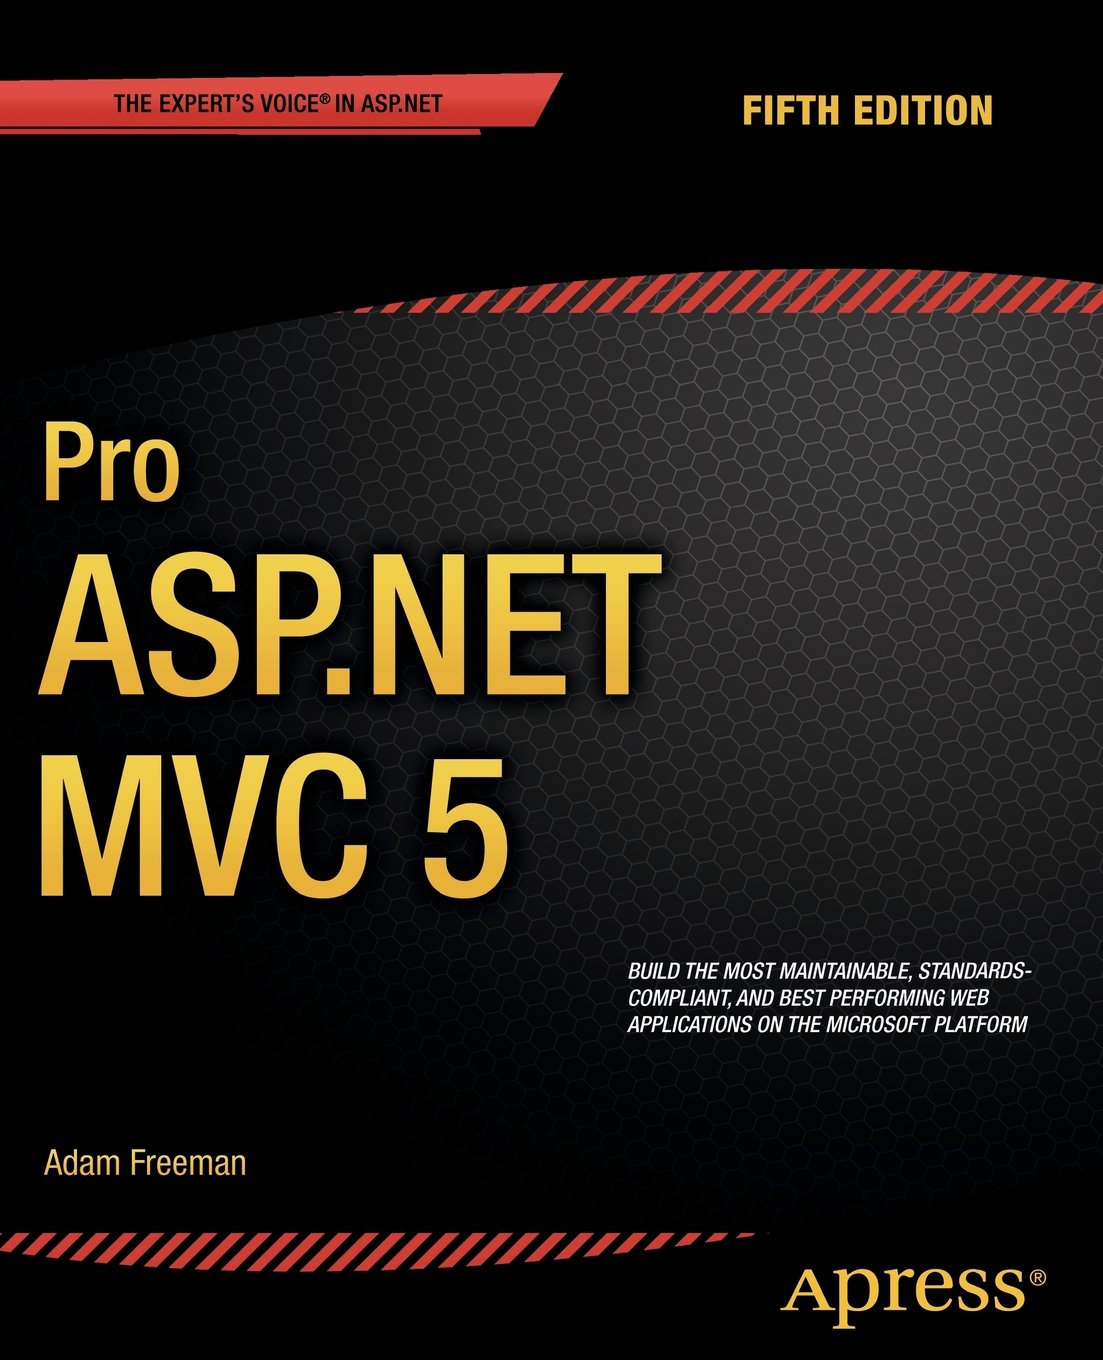 THE EXPERT'S VOICE® IN ASP.NET
FIFTH EDITION
Pro
ASP.NET
MVC 5
BUILD THE MOST MAINTAINABLE, STANDARDS-
COMPLIANT, AND BEST PERFORMING WEB
APPLICATIONS ON THE MICROSOFT PLATFORM
Adam Freeman
Apress®